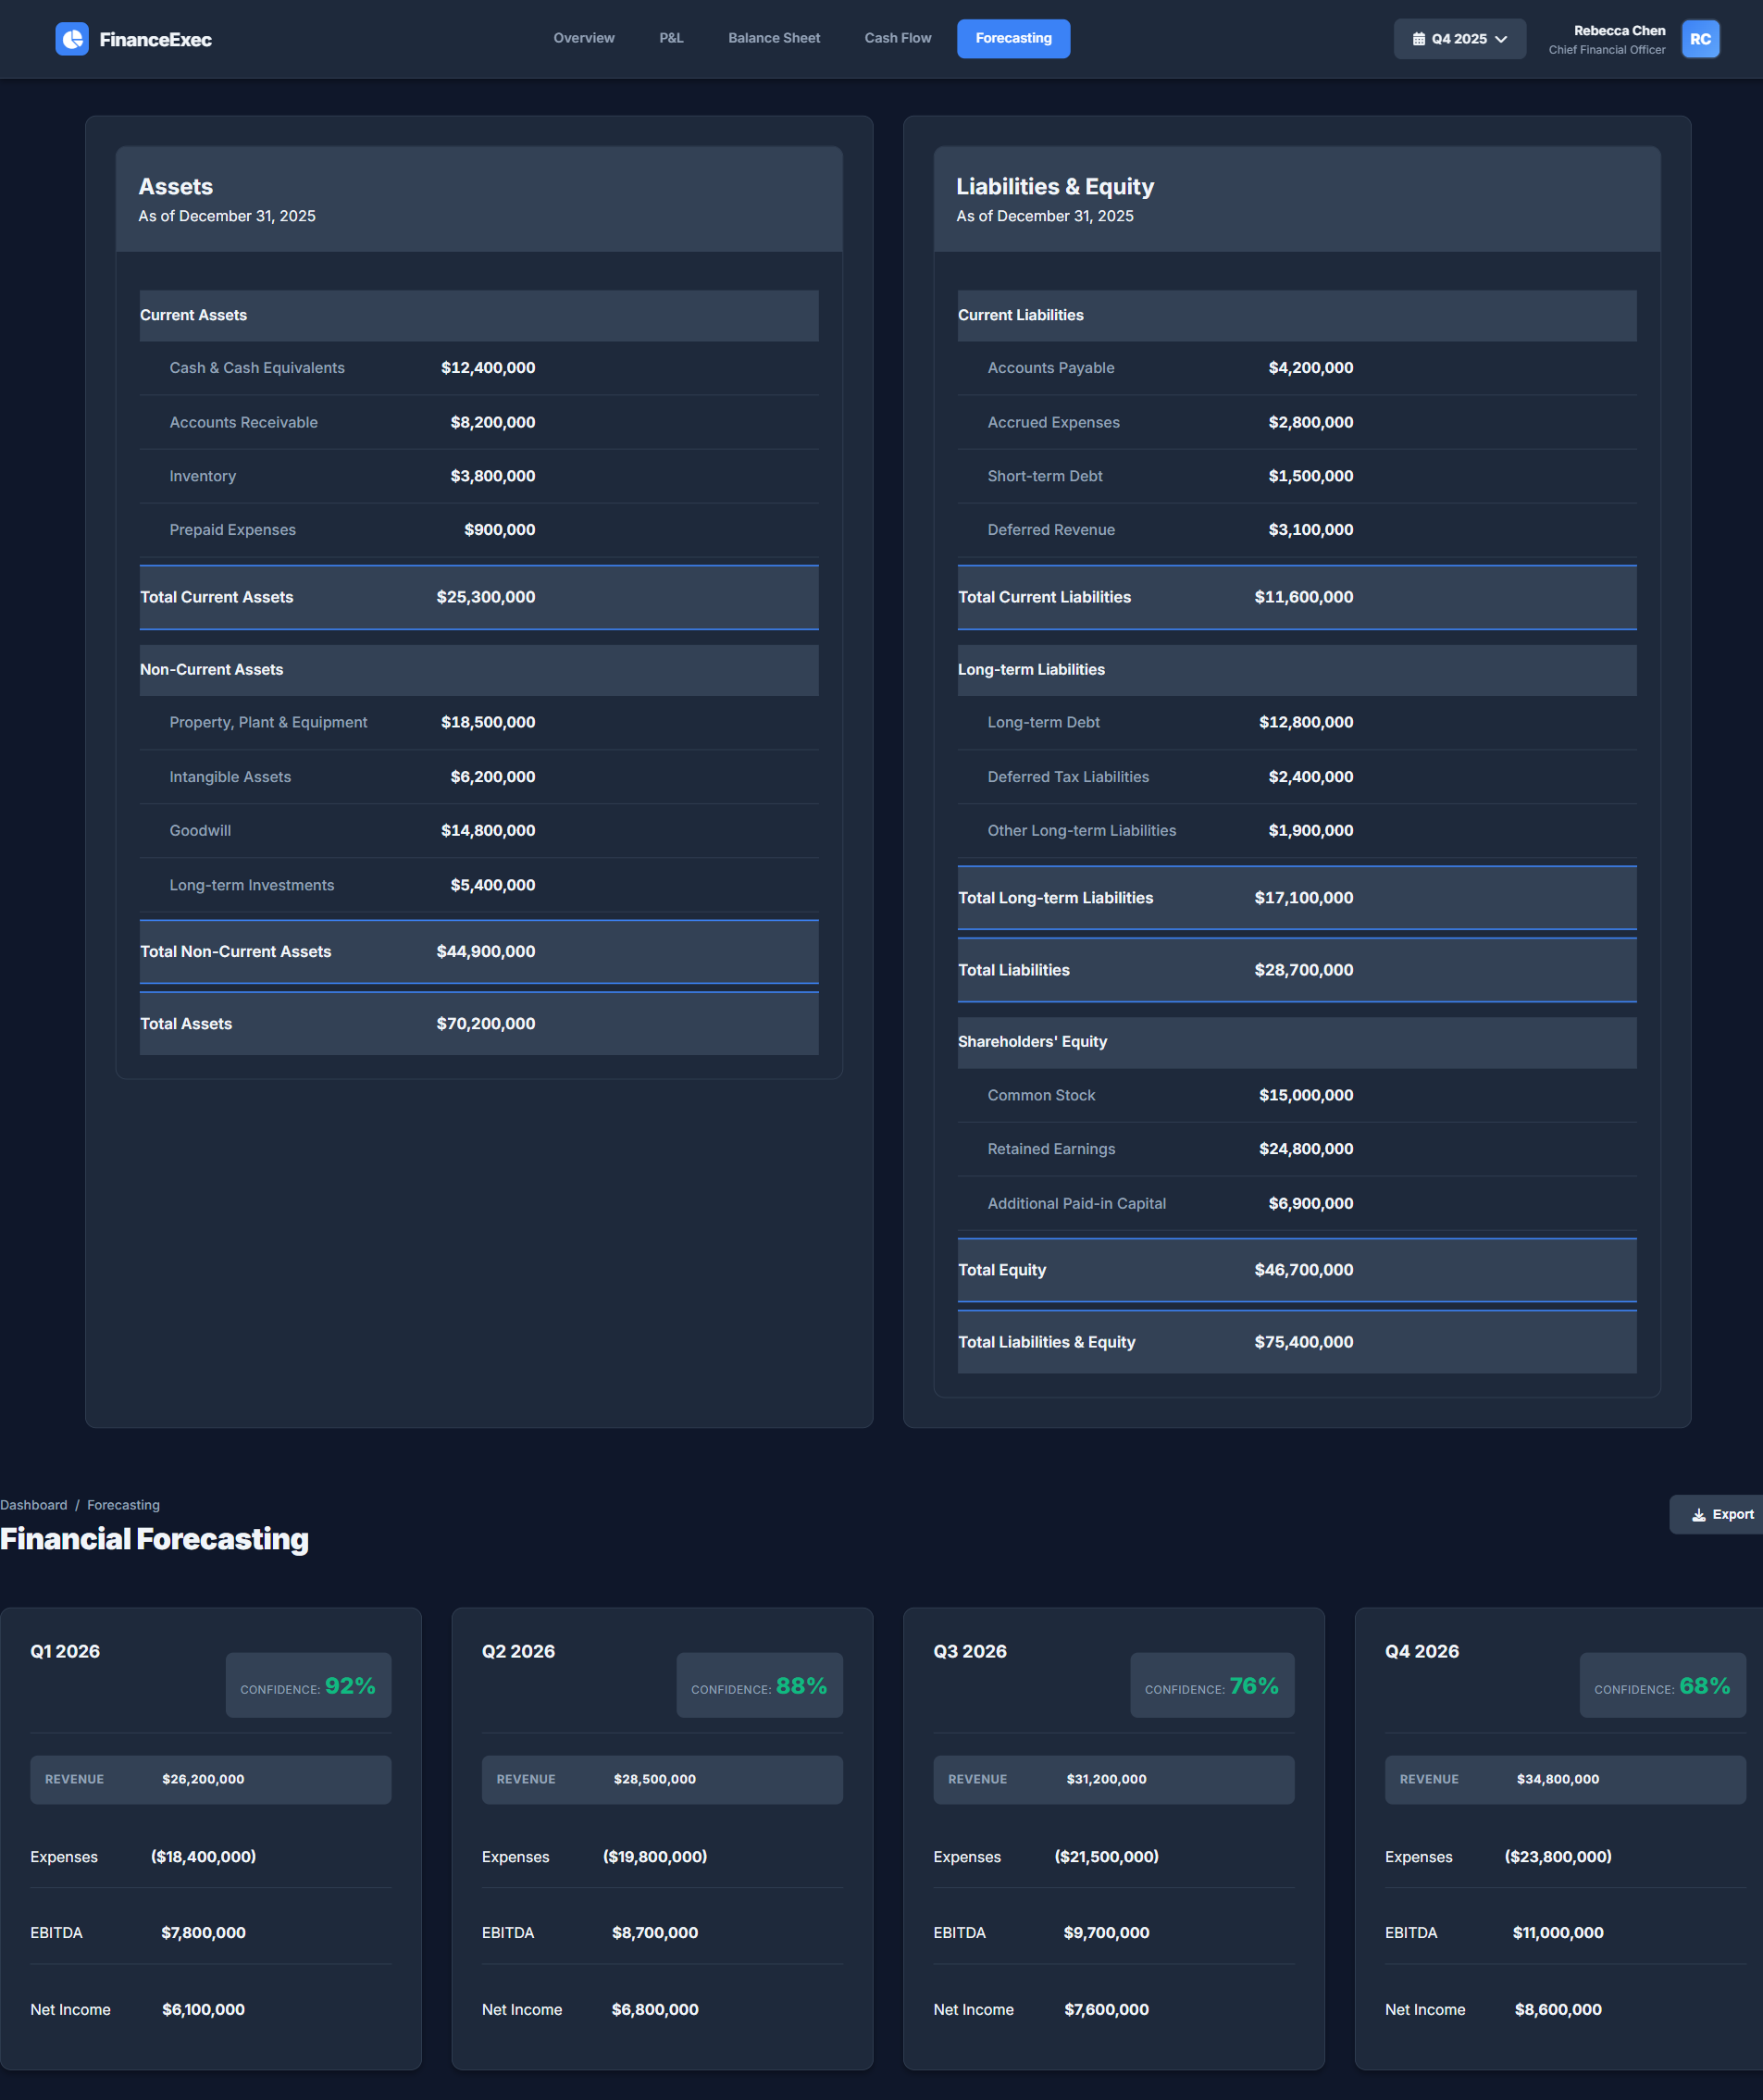 FinanceExec
Overview
P&L
Balance Sheet
Cash Flow
Forecasting
Q4 2025
Rebecca Chen
Chief Financial Officer
RC
Assets
As of December 31, 2025
Current Assets
Cash & Cash Equivalents $12,400,000
Accounts Receivable $8,200,000
Inventory $3,800,000
Prepaid Expenses $900,000
Total Current Assets $25,300,000
Non-Current Assets
Property, Plant & Equipment $18,500,000
Intangible Assets $6,200,000
Goodwill $14,800,000
Long-term Investments $5,400,000
Total Non-Current Assets $44,900,000
Total Assets $70,200,000
Liabilities & Equity
As of December 31, 2025
Current Liabilities
Accounts Payable $4,200,000
Accrued Expenses $2,800,000
Short-term Debt $1,500,000
Deferred Revenue $3,100,000
Total Current Liabilities $11,600,000
Long-term Liabilities
Long-term Debt $12,800,000
Deferred Tax Liabilities $2,400,000
Other Long-term Liabilities $1,900,000
Total Long-term Liabilities $17,100,000
Total Liabilities $28,700,000
Shareholders' Equity
Common Stock $15,000,000
Retained Earnings $24,800,000
Additional Paid-in Capital $6,900,000
Total Equity $46,700,000
Total Liabilities & Equity $75,400,000
Dashboard / Forecasting
Financial Forecasting
Export
Q1 2026
CONFIDENCE: 92%
REVENUE $26,200,000
Expenses ($18,400,000)
EBITDA $7,800,000
Net Income $6,100,000
Q2 2026
CONFIDENCE: 88%
REVENUE $28,500,000
Expenses ($19,800,000)
EBITDA $8,700,000
Net Income $6,800,000
Q3 2026
CONFIDENCE: 76%
REVENUE $31,200,000
Expenses ($21,500,000)
EBITDA $9,700,000
Net Income $7,600,000
Q4 2026
CONFIDENCE: 68%
REVENUE $34,800,000
Expenses ($23,800,000)
EBITDA $11,000,000
Net Income $8,600,000